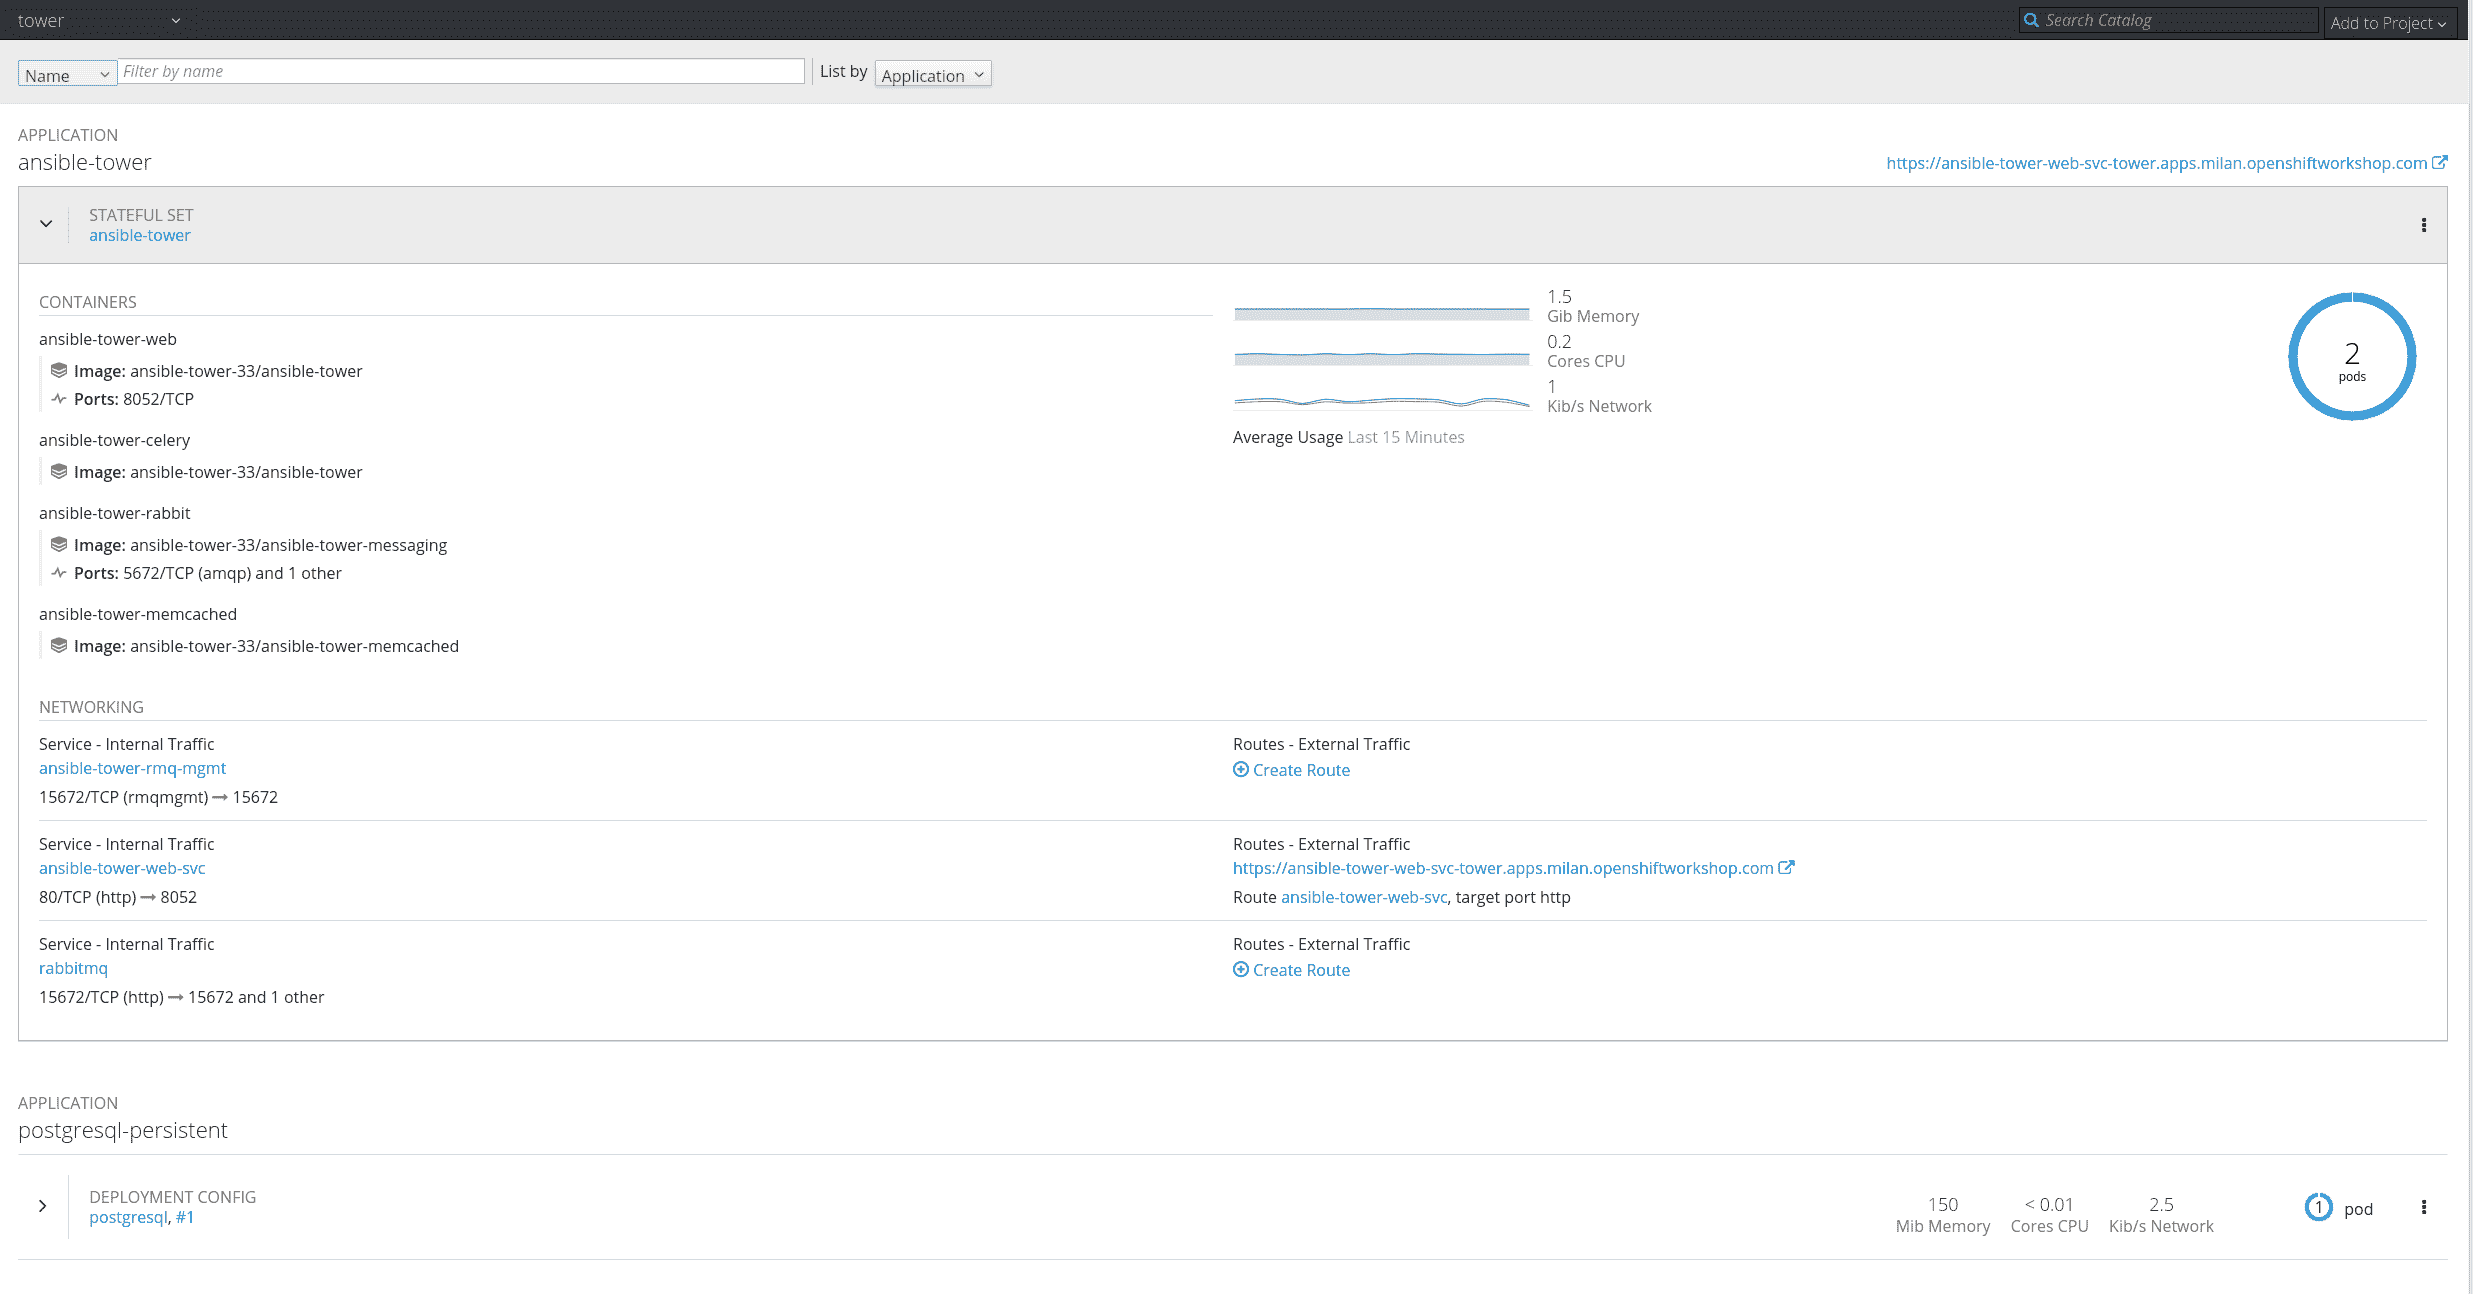 tower
Search Catalog
Add to Project
Name
Filter by name
List by
Application
APPLICATION
ansible-tower
https://ansible-tower-web-svc-tower.apps.milan.openshiftworkshop.com
STATEFUL SET
ansible-tower
CONTAINERS
ansible-tower-web
Image: ansible-tower-33/ansible-tower
Ports: 8052/TCP
ansible-tower-celery
Image: ansible-tower-33/ansible-tower
ansible-tower-rabbit
Image: ansible-tower-33/ansible-tower-messaging
Ports: 5672/TCP (amqp) and 1 other
ansible-tower-memcached
Image: ansible-tower-33/ansible-tower-memcached
1.5
Gib Memory
0.2
Cores CPU
1
Kib/s Network
Average Usage Last 15 Minutes
2
pods
NETWORKING
Service - Internal Traffic
ansible-tower-rmq-mgmt
15672/TCP (rmqmgmt) → 15672
Routes - External Traffic
Create Route
Service - Internal Traffic
ansible-tower-web-svc
80/TCP (http) → 8052
Routes - External Traffic
https://ansible-tower-web-svc-tower.apps.milan.openshiftworkshop.com
Route ansible-tower-web-svc, target port http
Service - Internal Traffic
rabbitmq
15672/TCP (http) → 15672 and 1 other
Routes - External Traffic
Create Route
APPLICATION
postgresql-persistent
DEPLOYMENT CONFIG
postgresql, #1
150
Mib Memory
< 0.01
Cores CPU
2.5
Kib/s Network
1 pod